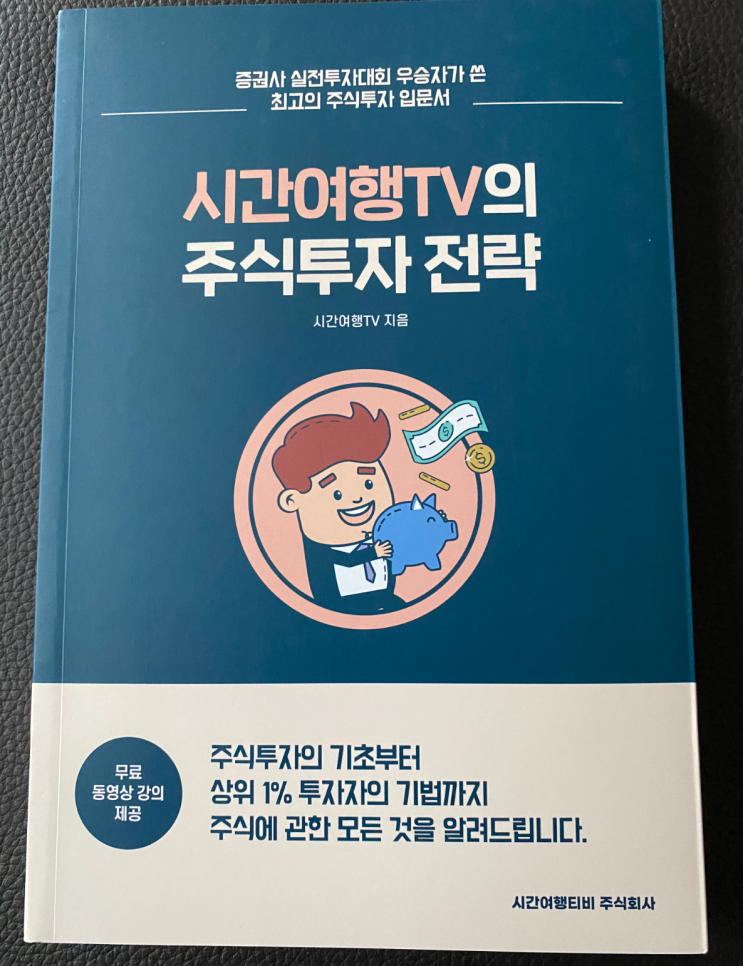 증권사 실전투자대회 우승자가 쓴
최고의 주식투자 입문서
시간여행TV의
주식투자 전략
시간여행TV 지음
무료
동영상 강의
제공
주식투자의 기초부터
상위 1% 투자자의 기법까지
주식에 관한 모든 것을 알려드립니다.
시간여행티비 주식회사